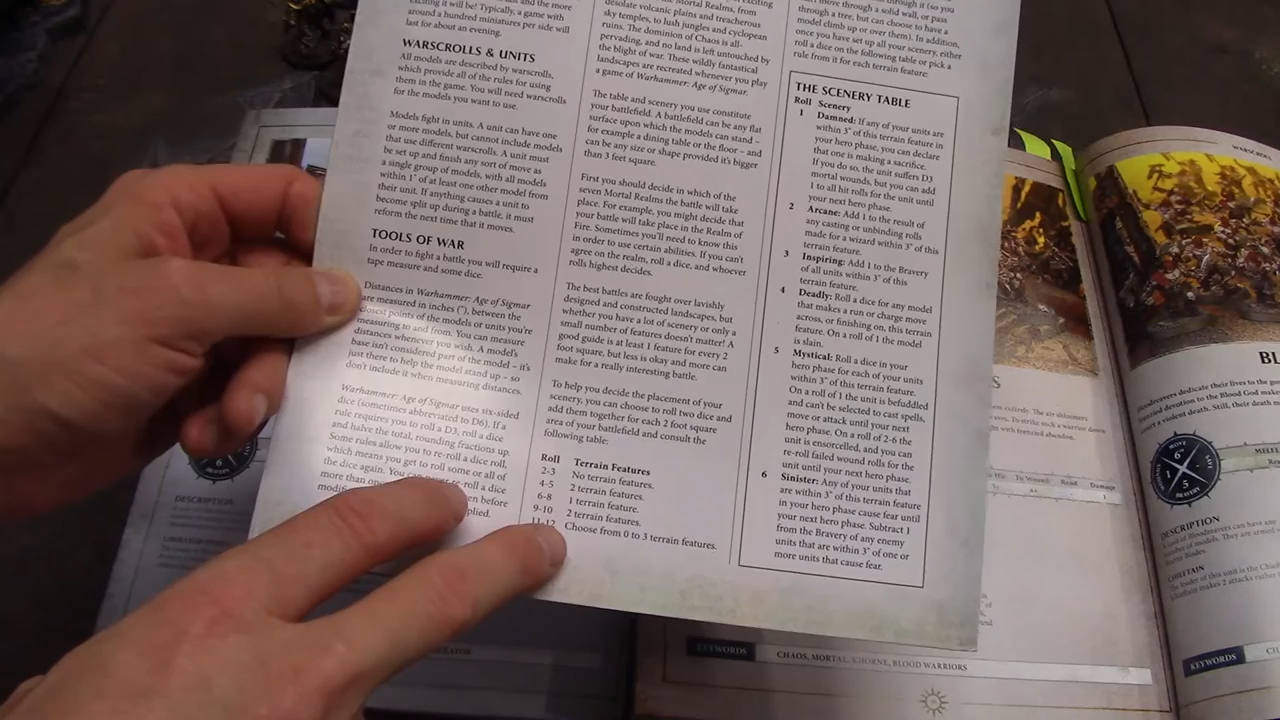 exciting it will be! Typically, a game with
around a hundred miniatures per side will
last for about an evening.
WARSCROLLS & UNITS
All models are described by warscrolls,
which provide all of the rules for using
them in the game. You will need warscrolls
for the models you want to use.
Models fight in units. A unit can have one
or more models, but cannot include models
that use different warscrolls. A unit must
be set up and finish any sort of move as
a single group of models, with all models
within 1" of at least one other model from
their unit. If anything causes a unit to
become split up during a battle, it must
reform the next time that it moves.
TOOLS OF WAR
In order to fight a battle you will require a
tape measure and some dice.
Distances in Warhammer: Age of Sigmar
are measured in inches ("), between the
closest points of the models or units you're
measuring to and from. You can measure
distances whenever you wish. A model's
base isn't considered part of the model – it's
just there to help the model stand up – so
don't include it when measuring distances.
Warhammer: Age of Sigmar uses six-sided
dice (sometimes abbreviated to D6). If a
rule requires you to roll a D3, roll a dice
and halve the total, rounding fractions up.
Some rules allow you to re-roll a dice roll,
which means you get to roll some or all of
the dice again. You can never re-roll a dice
more than
the Mortal Realms, from
desolate volcanic plains and treacherous
sky temples, to lush jungles and cyclopean
ruins. The dominion of Chaos is all-
pervading, and no land is left untouched by
the blight of war. These wildly fantastical
landscapes are recreated whenever you play
a game of Warhammer: Age of Sigmar.
The table and scenery you use constitute
your battlefield. A battlefield can be any flat
surface upon which the models can stand –
for example a dining table or the floor – and
can be any size or shape provided it's bigger
than 3 feet square.
First you should decide in which of the
seven Mortal Realms the battle will take
place. For example, you might decide that
your battle will take place in the Realm of
Fire. Sometimes you'll need to know this
in order to use certain abilities. If you can't
agree on the realm, roll a dice, and whoever
rolls highest decides.
The best battles are fought over lavishly
designed and constructed landscapes, but
whether you have a lot of scenery or only a
small number of features doesn't matter! A
good guide is at least 1 feature for every 2
foot square, but less is okay and more can
make for a really interesting battle.
To help you decide the placement of your
scenery, you can choose to roll two dice and
add them together for each 2 foot square
area of your battlefield and consult the
following table:
Roll Terrain Features
2-3 No terrain features.
4-5 2 terrain features.
6-8 1 terrain feature.
9-10 2 terrain features.
11-12 Choose from 0 to 3 terrain features.
through it (so you
move through a solid wall, or pass
through a tree, but can choose to have a
model climb up or over them). In addition,
once you have set up all your scenery, either
roll a dice on the following table or pick a
rule from it for each terrain feature:
THE SCENERY TABLE
Roll Scenery
1 Damned: If any of your units are
within 3" of this terrain feature in
your hero phase, you can declare
that one is making a sacrifice.
If you do so, the unit suffers D3
mortal wounds, but you can add
1 to all hit rolls for the unit until
your next hero phase.
2 Arcane: Add 1 to the result of
any casting or unbinding rolls
made for a wizard within 3" of this
terrain feature.
3 Inspiring: Add 1 to the Bravery
of all units within 3" of this
terrain feature.
4 Deadly: Roll a dice for any model
that makes a run or charge move
across, or finishing on, this terrain
feature. On a roll of 1 the model
is slain.
5 Mystical: Roll a dice in your
hero phase for each of your units
within 3" of this terrain feature.
On a roll of 1 the unit is befuddled
and can't be selected to cast spells,
move or attack until your next
hero phase. On a roll of 2-6 the
unit is ensorcelled, and you can
re-roll failed wound rolls for the
unit until your next hero phase.
6 Sinister: Any of your units that
are within 3" of this terrain feature
in your hero phase cause fear until
your next hero phase. Subtract 1
from the Bravery of any enemy
units that are within 3" of one or
more units that cause fear.
DESCRIPTION
KEYWORDS CHAOS, MORTAL, KHORNE, BLOOD WARRIORS
To Wound Rend Damage
WARSCROLL
BL
MOVE
6"
1
5
BRAVERY
DESCRIPTION
CHIEFTAIN
KEYWORDS